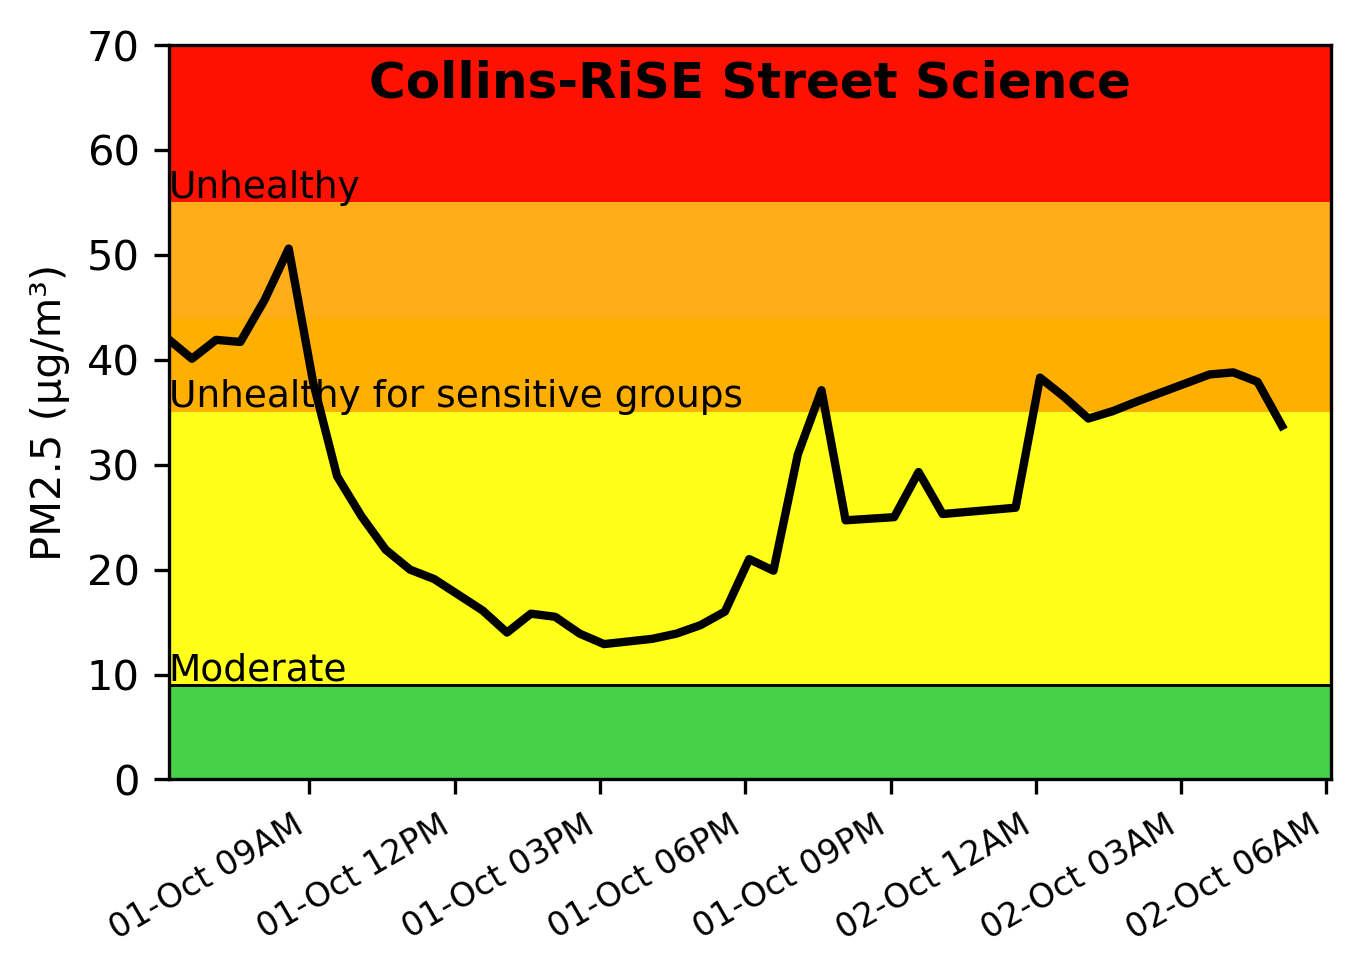 Collins-RiSE Street Science
Unhealthy
Unhealthy for sensitive groups
Moderate
PM2.5 (µg/m³)
70
60
50
40
30
20
10
0
01-Oct 09AM
01-Oct 12PM
01-Oct 03PM
01-Oct 06PM
01-Oct 09PM
02-Oct 12AM
02-Oct 03AM
02-Oct 06AM